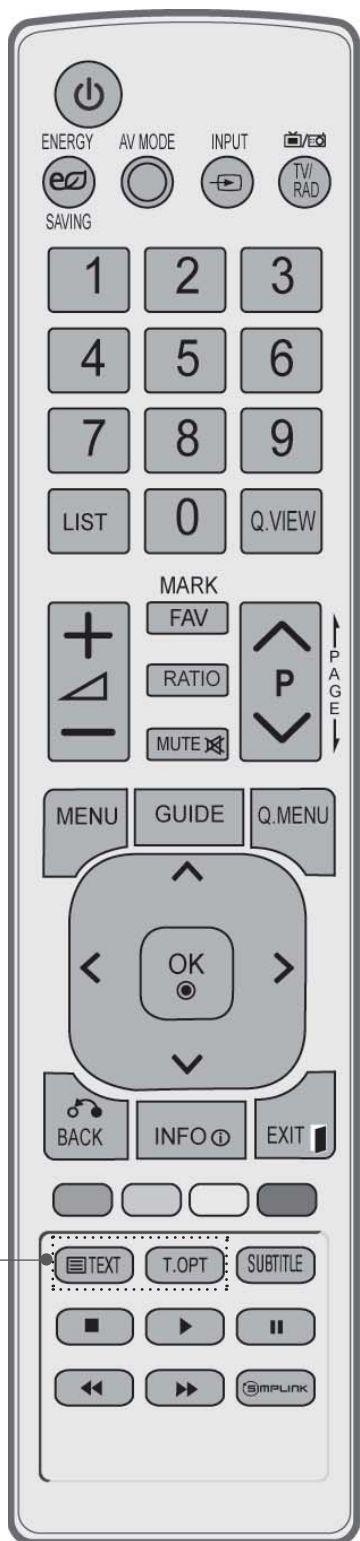 ENERGY AV MODE INPUT
TV/
RAD
SAVING
1 2 3
4 5 6
7 8 9
LIST 0 Q.VIEW
MARK
FAV
RATIO
P
MUTE
PAGE
MENU GUIDE Q.MENU
OK
BACK INFO EXIT
TEXT T.OPT SUBTITLE
SIMPLINK